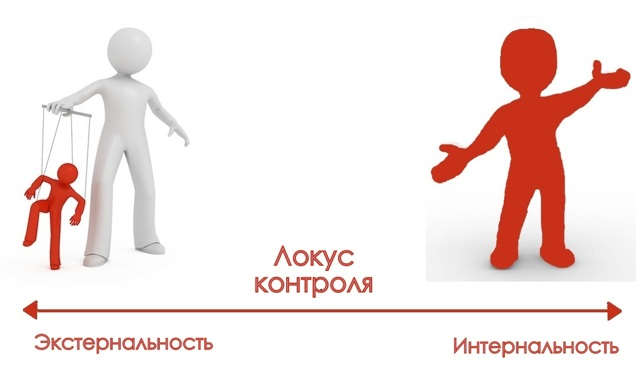 Локус
контроля
Экстернальность
Интернальность